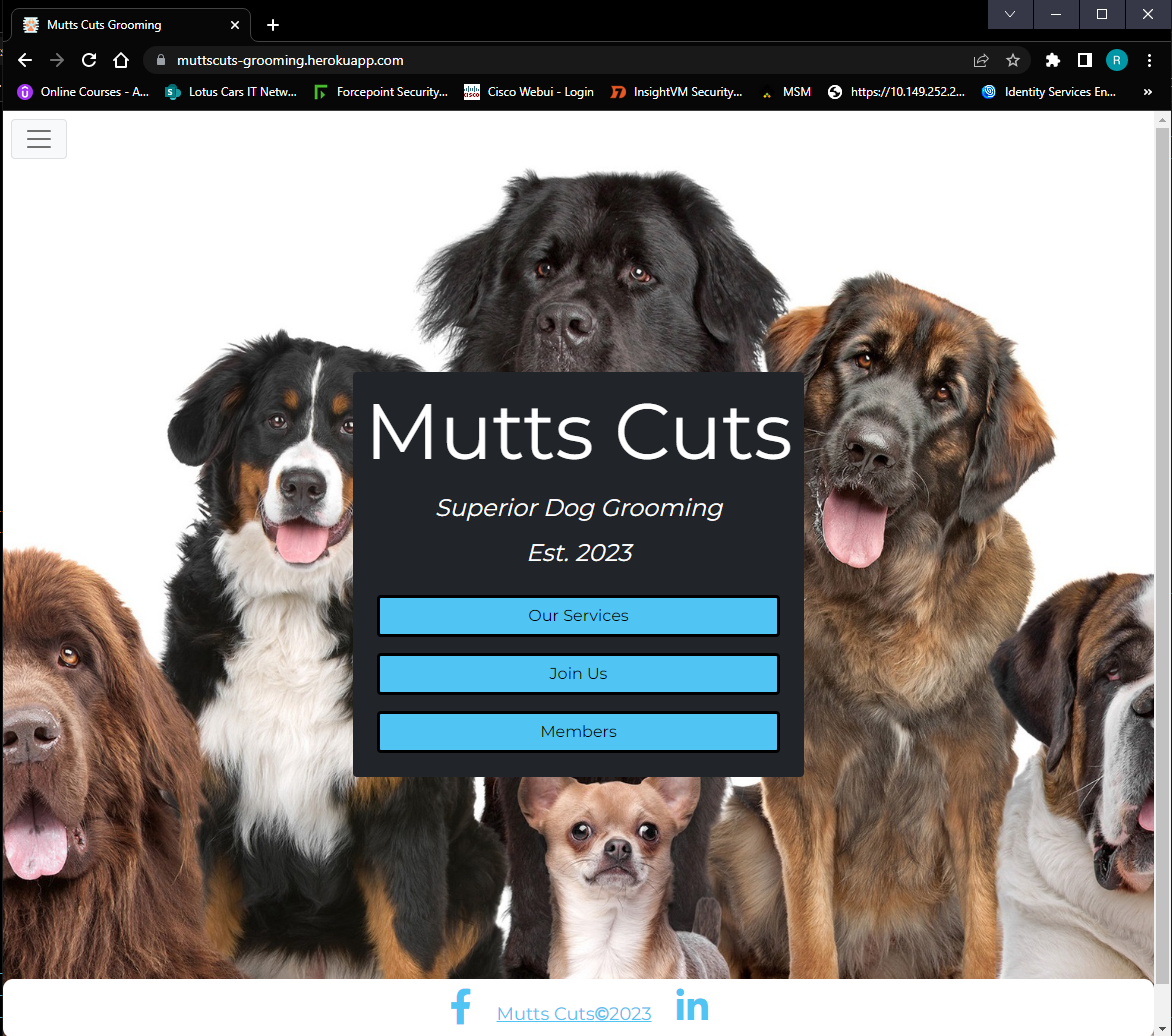 Mutts Cuts Grooming
muttscuts-grooming.herokuapp.com
R
Online Courses - A...
Lotus Cars IT Netw...
Forcepoint Security...
Cisco Webui - Login
InsightVM Security...
MSM
https://10.149.252.2...
Identity Services En...
»
Mutts Cuts
Superior Dog Grooming
Est. 2023
Our Services
Join Us
Members
Mutts Cuts©2023